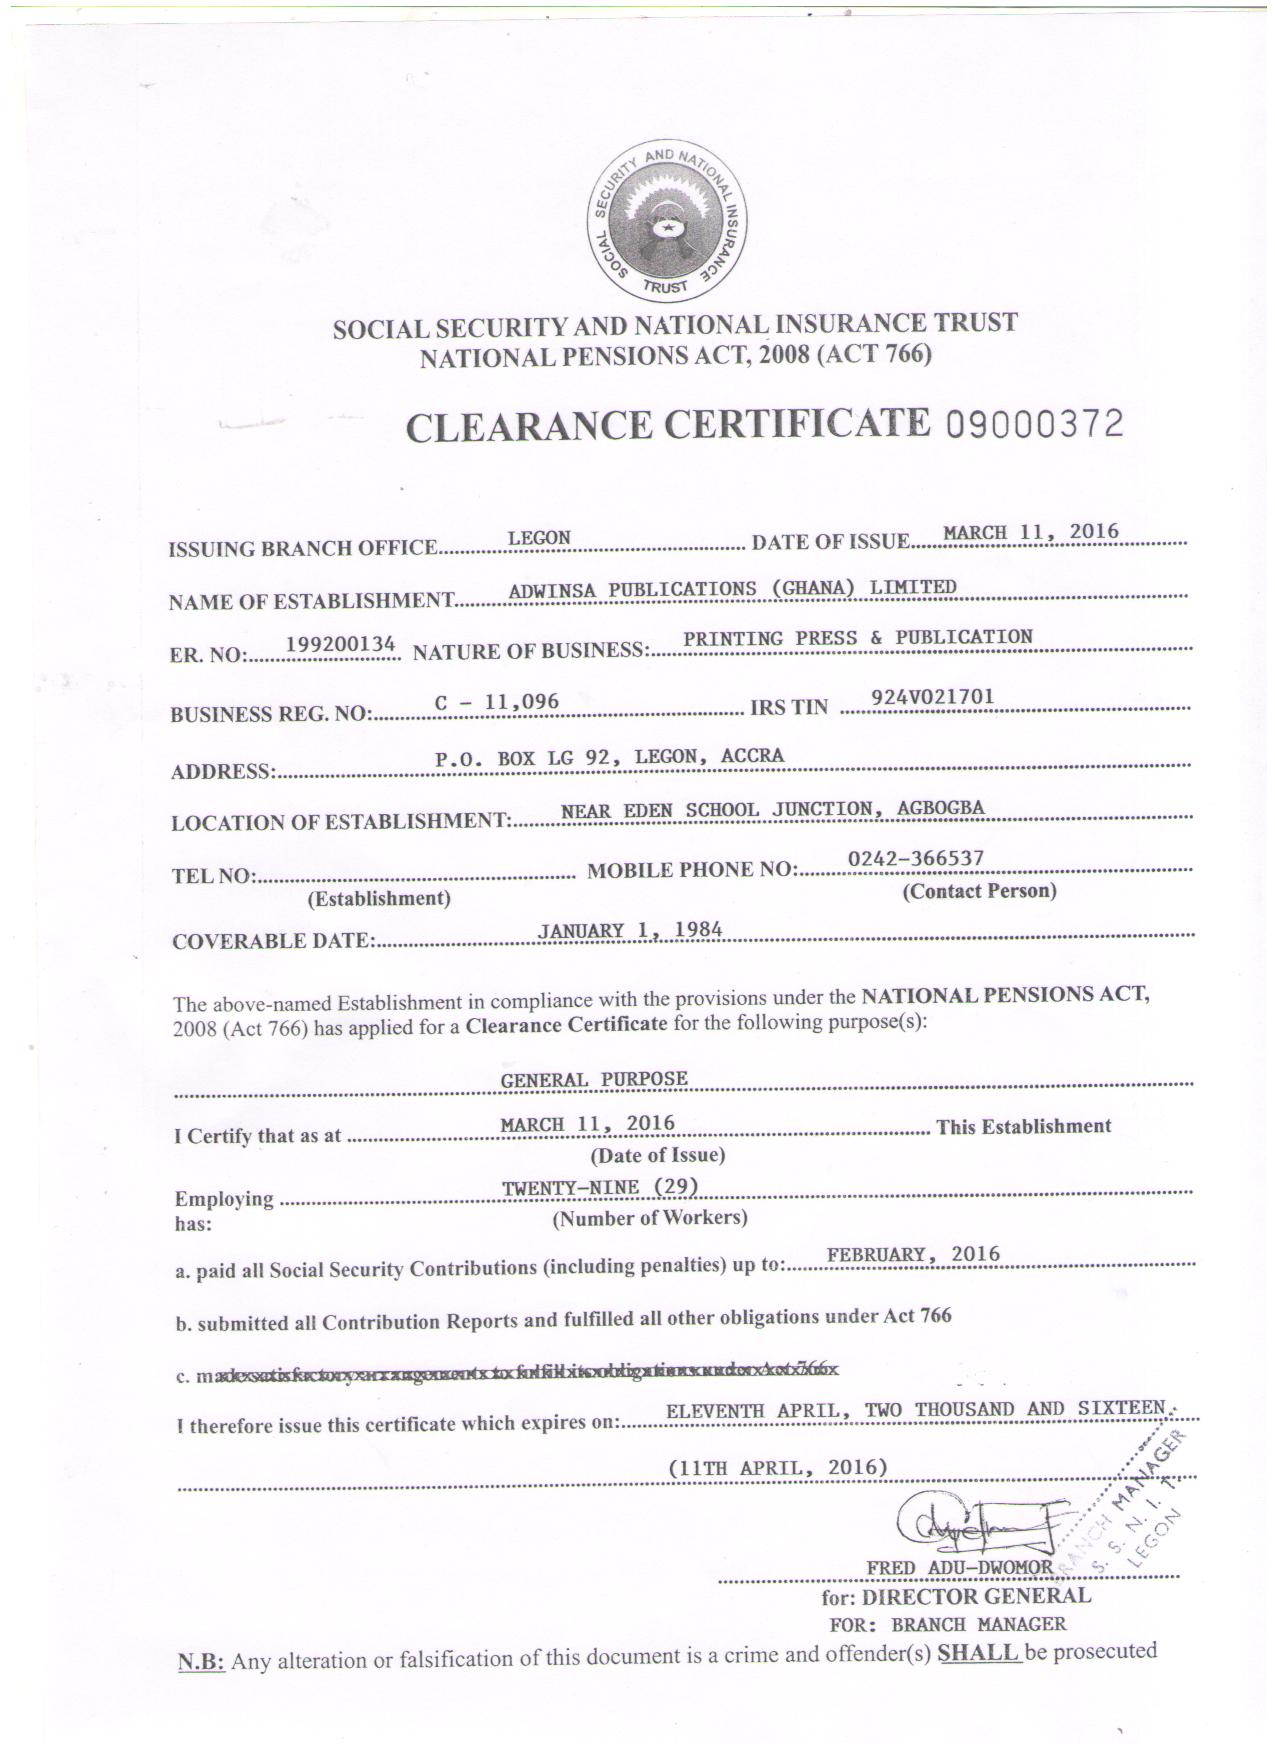 SOCIAL SECURITY AND NATIONAL INSURANCE TRUST
SOCIAL SECURITY AND NATIONAL INSURANCE TRUST
NATIONAL PENSIONS ACT, 2008 (ACT 766)
CLEARANCE CERTIFICATE 09000372
ISSUING BRANCH OFFICE LEGON DATE OF ISSUE MARCH 11, 2016
NAME OF ESTABLISHMENT ADWINSA PUBLICATIONS (GHANA) LIMITED
ER. NO: 199200134 NATURE OF BUSINESS: PRINTING PRESS & PUBLICATION
BUSINESS REG. NO: C - 11,096 IRS TIN 924V021701
ADDRESS: P.O. BOX LG 92, LEGON, ACCRA
LOCATION OF ESTABLISHMENT: NEAR EDEN SCHOOL JUNCTION, AGBOGBA
TEL NO: MOBILE PHONE NO: 0242-366537
(Establishment) (Contact Person)
COVERABLE DATE: JANUARY 1, 1984
The above-named Establishment in compliance with the provisions under the NATIONAL PENSIONS ACT,
2008 (Act 766) has applied for a Clearance Certificate for the following purpose(s):
GENERAL PURPOSE
I Certify that as at MARCH 11, 2016 This Establishment
(Date of Issue)
Employing TWENTY-NINE (29)
has: (Number of Workers)
a. paid all Social Security Contributions (including penalties) up to: FEBRUARY, 2016
b. submitted all Contribution Reports and fulfilled all other obligations under Act 766
c. made satisfactory arrangements to fulfill its obligations under Act 766
I therefore issue this certificate which expires on: ELEVENTH APRIL, TWO THOUSAND AND SIXTEEN
(11TH APRIL, 2016)
BRANCH MANAGER
S. S. N. I. T.
LEGON
FRED ADU-DWOMOR
for: DIRECTOR GENERAL
FOR: BRANCH MANAGER
N.B: Any alteration or falsification of this document is a crime and offender(s) SHALL be prosecuted